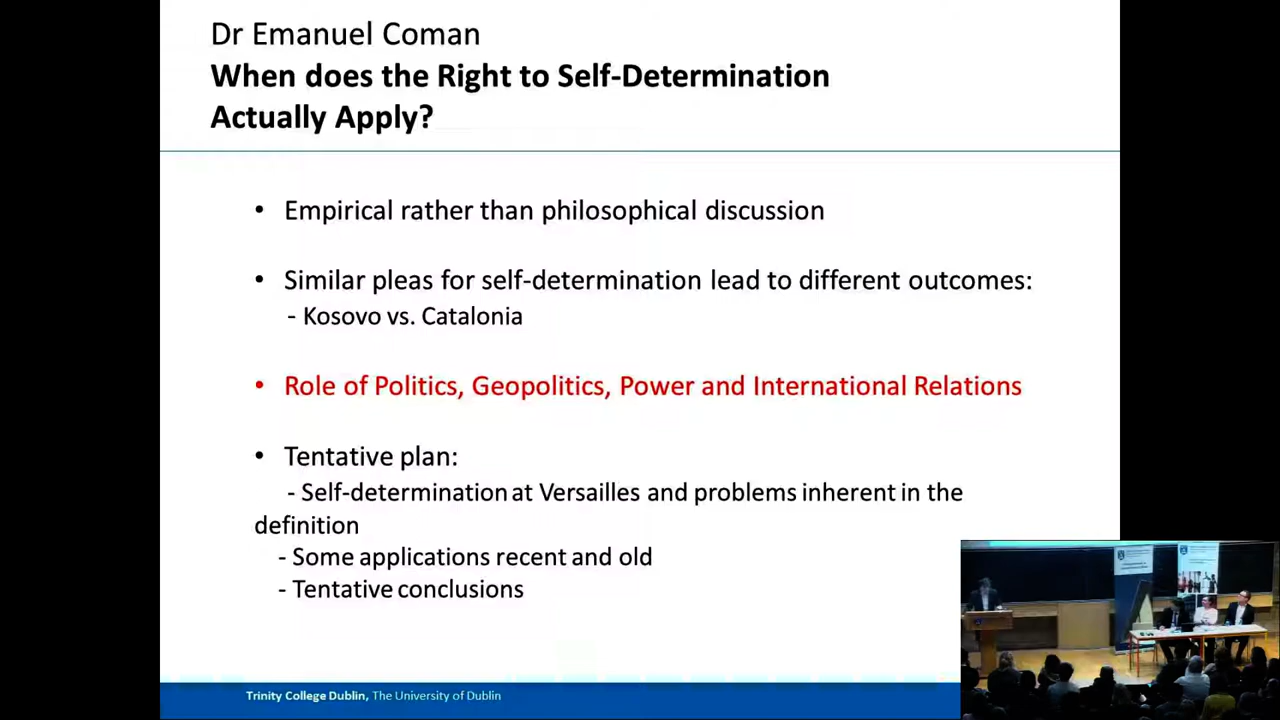 Dr Emanuel Coman
When does the Right to Self-Determination
Actually Apply?
• Empirical rather than philosophical discussion
• Similar pleas for self-determination lead to different outcomes:
- Kosovo vs. Catalonia
• Role of Politics, Geopolitics, Power and International Relations
• Tentative plan:
- Self-determination at Versailles and problems inherent in the
definition
- Some applications recent and old
- Tentative conclusions
Trinity College Dublin, The University of Dublin